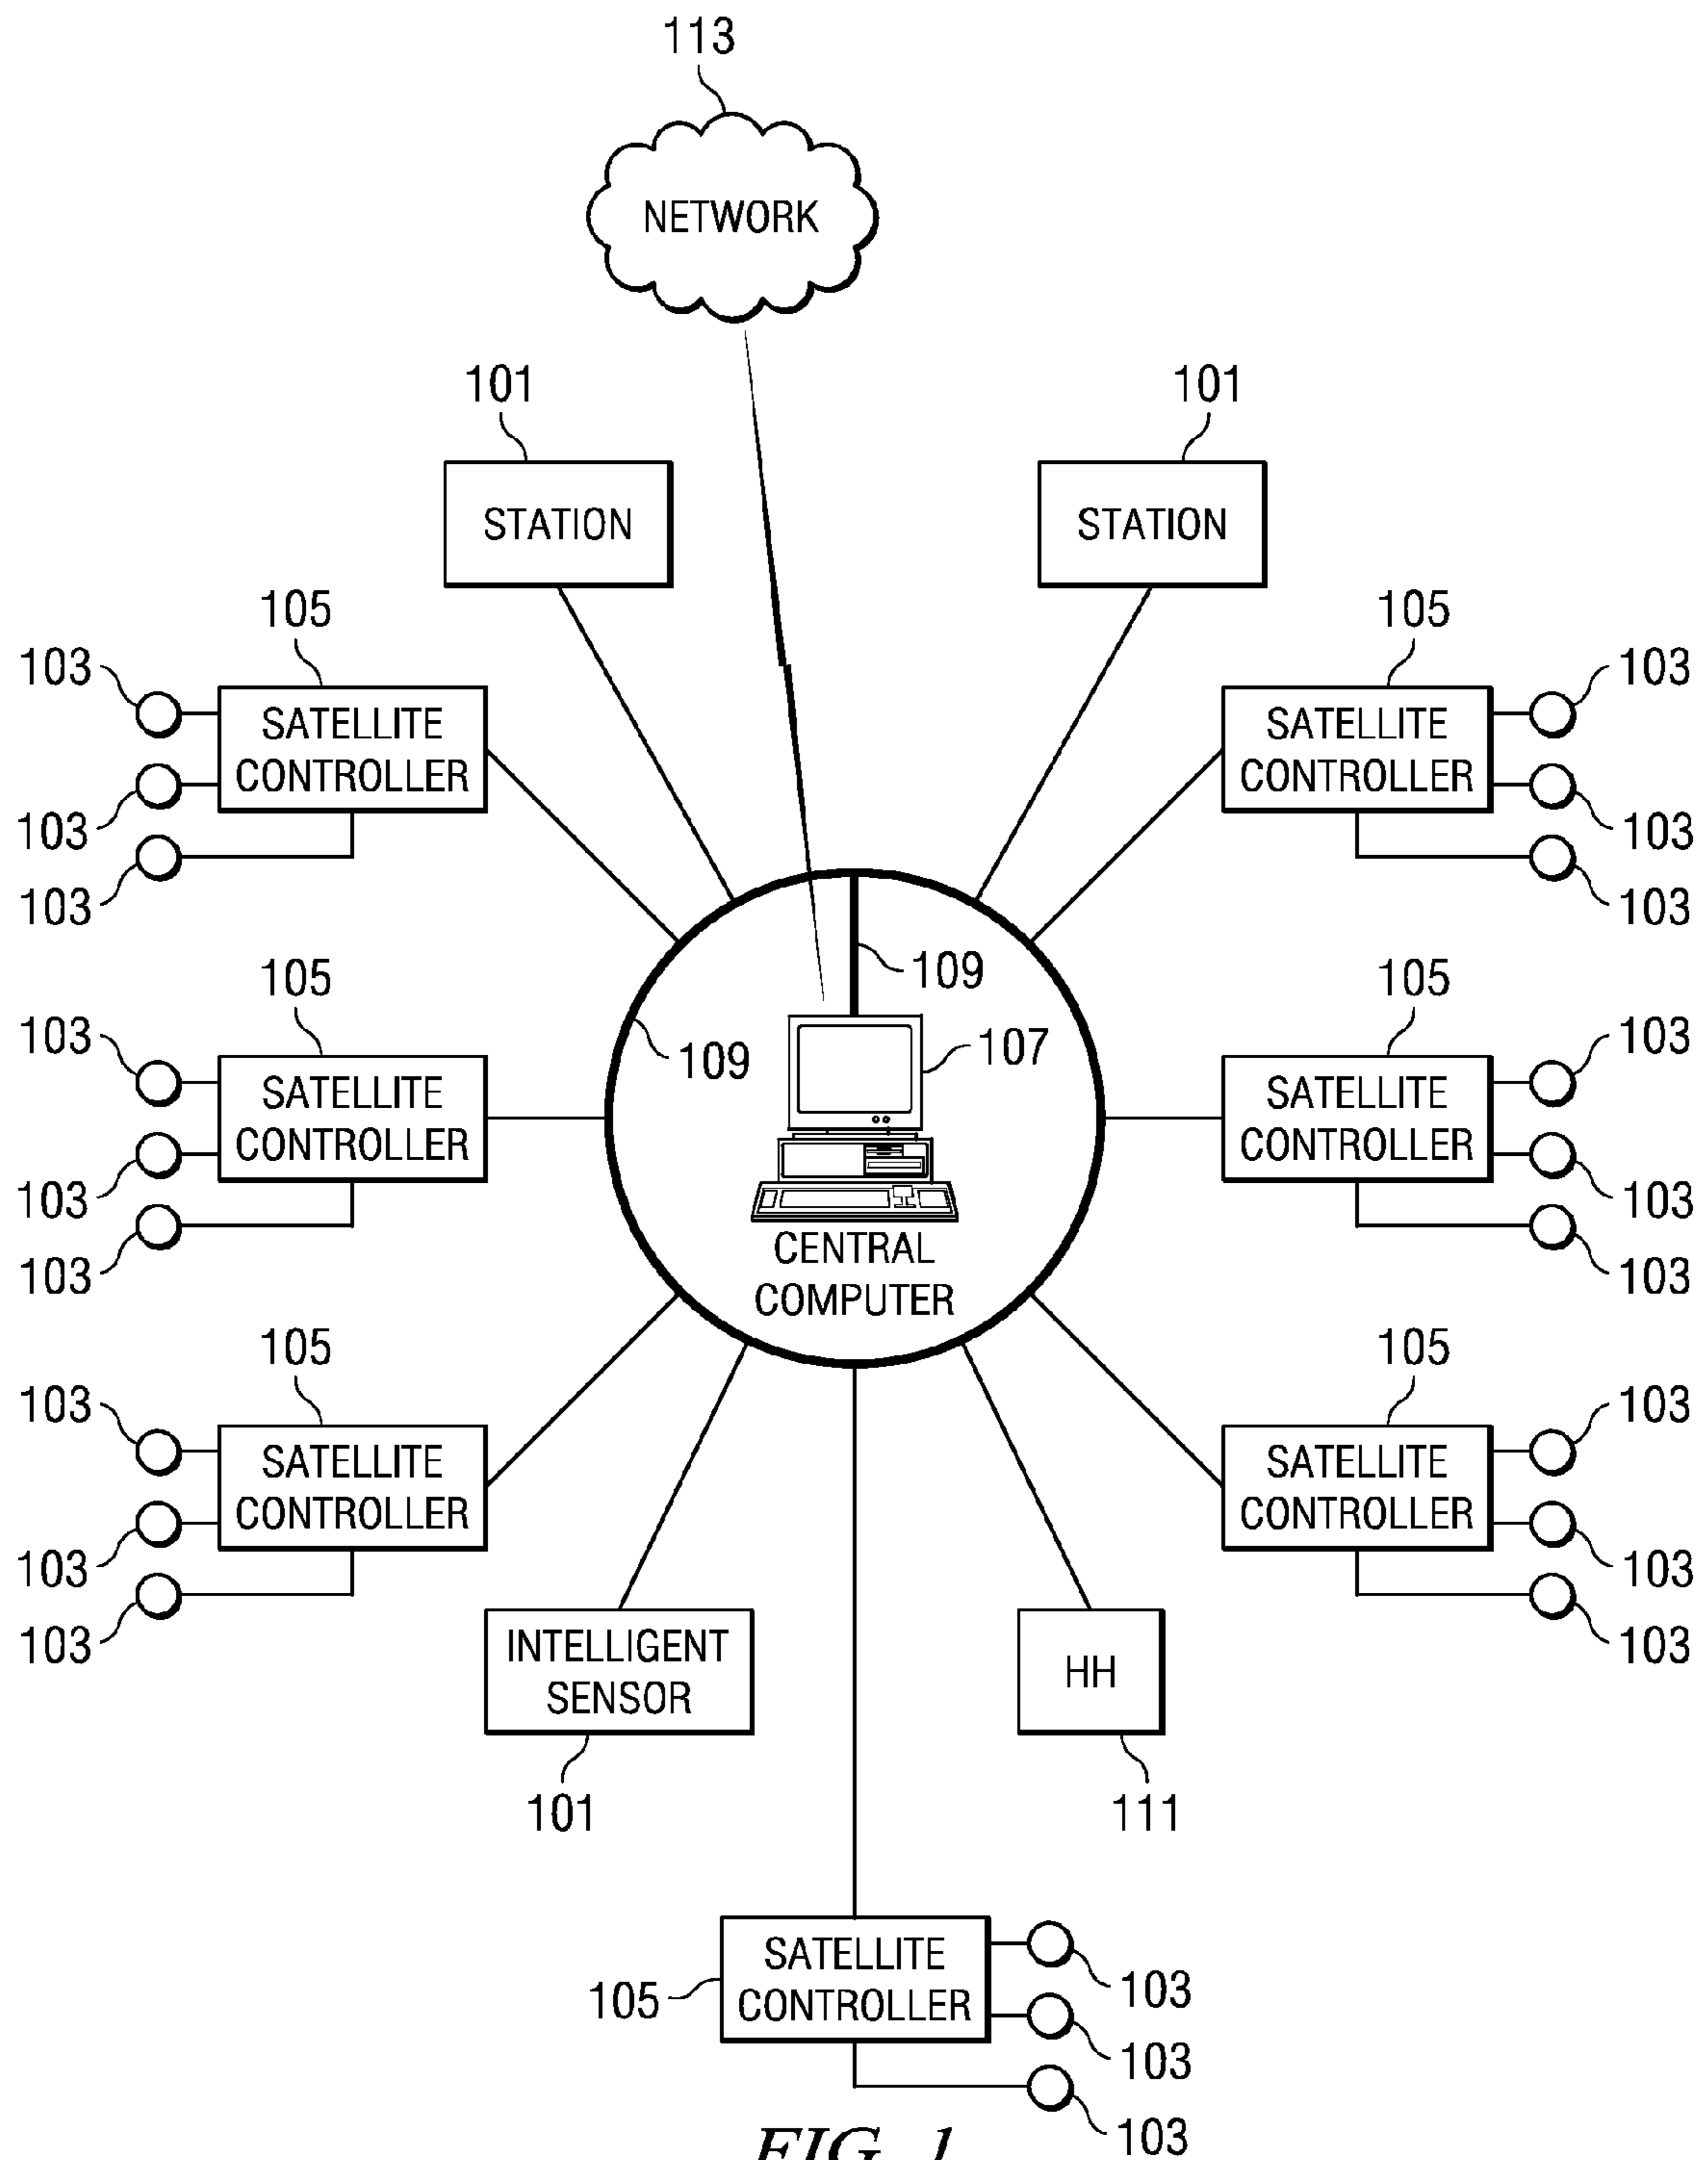 113
NETWORK
101
101
STATION
STATION
105
105
103
103
SATELLITE
CONTROLLER
SATELLITE
CONTROLLER
103
103
103
103
109
105
105
103
103
109
107
SATELLITE
CONTROLLER
SATELLITE
CONTROLLER
103
103
103
103
CENTRAL
COMPUTER
105
105
103
103
SATELLITE
CONTROLLER
SATELLITE
CONTROLLER
103
103
103
103
INTELLIGENT
SENSOR
HH
101
111
SATELLITE
CONTROLLER
105
103
103
103
FIG. 1